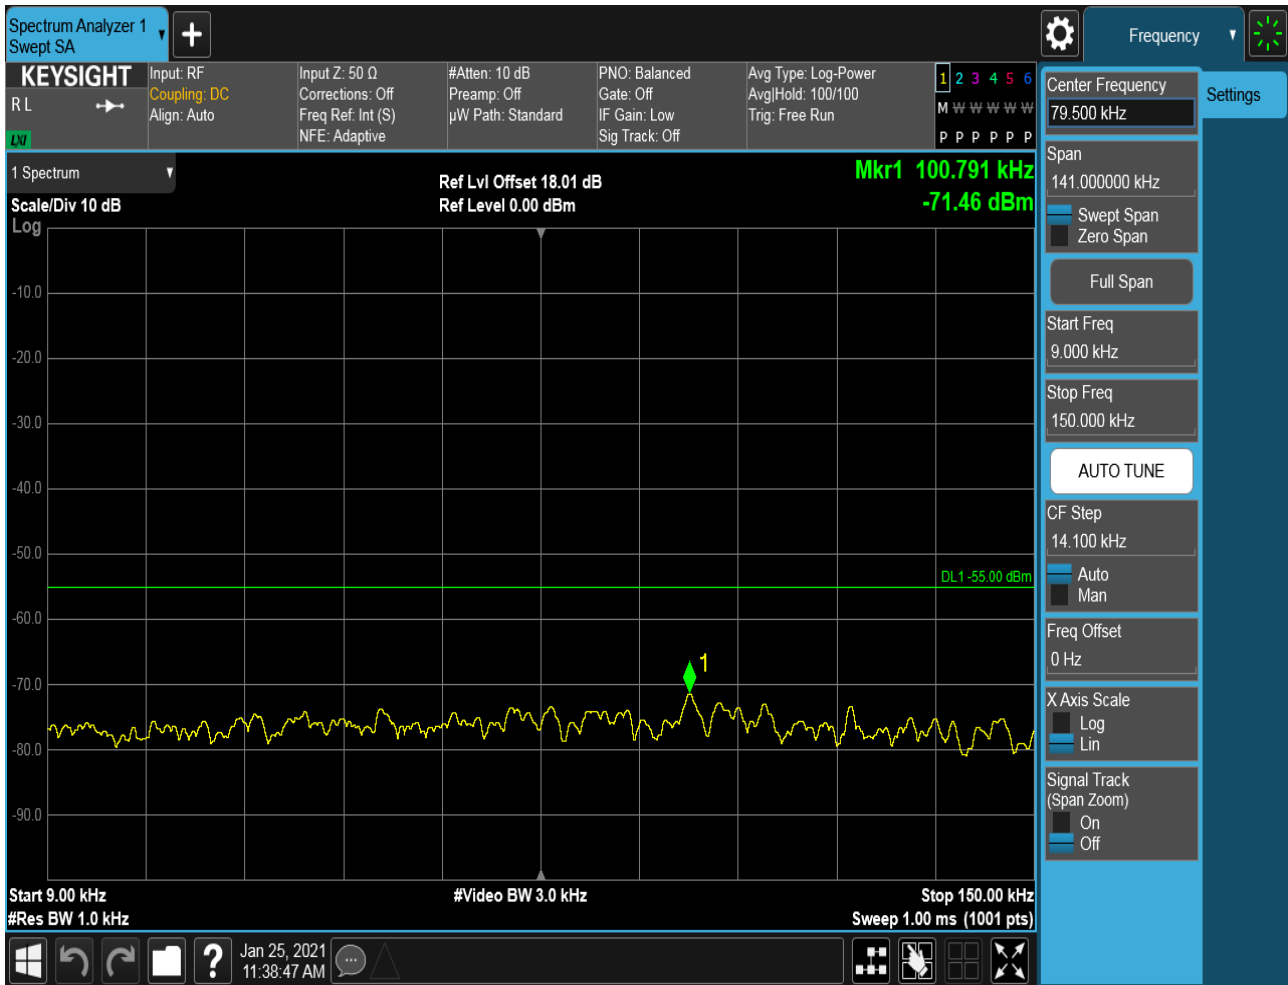 Spectrum Analyzer 1
Swept SA
+
Frequency
KEYSIGHT
R L
LXI
Input: RF
Coupling: DC
Align: Auto
Input Z: 50 Ω
Corrections: Off
Freq Ref: Int (S)
NFE: Adaptive
#Atten: 10 dB
Preamp: Off
µW Path: Standard
PNO: Balanced
Gate: Off
IF Gain: Low
Sig Track: Off
Avg Type: Log-Power
Avg|Hold: 100/100
Trig: Free Run
1 2 3 4 5 6
M W W W W W
P P P P P P
1 Spectrum
Scale/Div 10 dB
Log
Ref Lvl Offset 18.01 dB
Ref Level 0.00 dBm
Mkr1 100.791 kHz
-71.46 dBm
-10.0
-20.0
-30.0
-40.0
-50.0
DL1 -55.00 dBm
-60.0
1
-70.0
-80.0
-90.0
Start 9.00 kHz
#Res BW 1.0 kHz
#Video BW 3.0 kHz
Stop 150.00 kHz
Sweep 1.00 ms (1001 pts)
?
Jan 25, 2021
11:38:47 AM
Center Frequency
79.500 kHz
Settings
Span
141.000000 kHz
Swept Span
Zero Span
Full Span
Start Freq
9.000 kHz
Stop Freq
150.000 kHz
AUTO TUNE
CF Step
14.100 kHz
Auto
Man
Freq Offset
0 Hz
X Axis Scale
Log
Lin
Signal Track
(Span Zoom)
On
Off